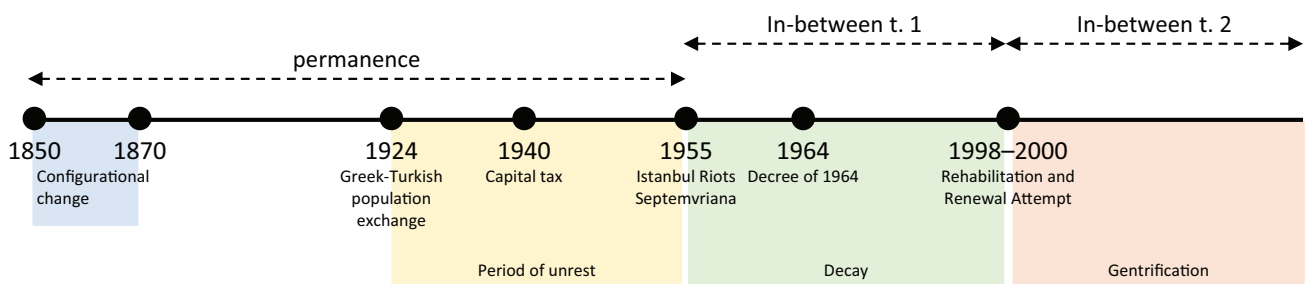 In-between t. 1
In-between t. 2
permanence
1850
1870
1924
1940
1955
1964
1998–2000
Configurational
change
Greek-Turkish
population
exchange
Capital tax
Istanbul Riots
Septemvriana
Decree of 1964
Rehabilitation and
Renewal Attempt
Period of unrest
Decay
Gentrification